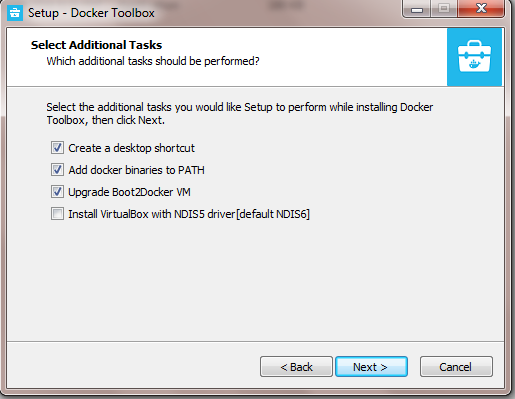 Setup - Docker Toolbox
Select Additional Tasks
Which additional tasks should be performed?
Select the additional tasks you would like Setup to perform while installing Docker
Toolbox, then click Next.
Create a desktop shortcut
Add docker binaries to PATH
Upgrade Boot2Docker VM
Install VirtualBox with NDIS5 driver[default NDIS6]
< Back
Next >
Cancel